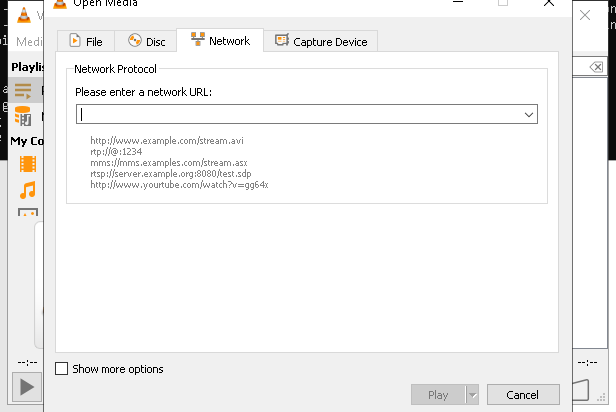 Open Media
Medi
File
Disc
Network
Capture Device
Playlis
Network Protocol
Please enter a network URL:
http://www.example.com/stream.avi
rtp://@:1234
mms://mms.examples.com/stream.asx
rtsp://server.example.org:8080/test.sdp
http://www.yourtube.com/watch?v=gg64x
My Co
--:--
--:--
Show more options
Play
Cancel